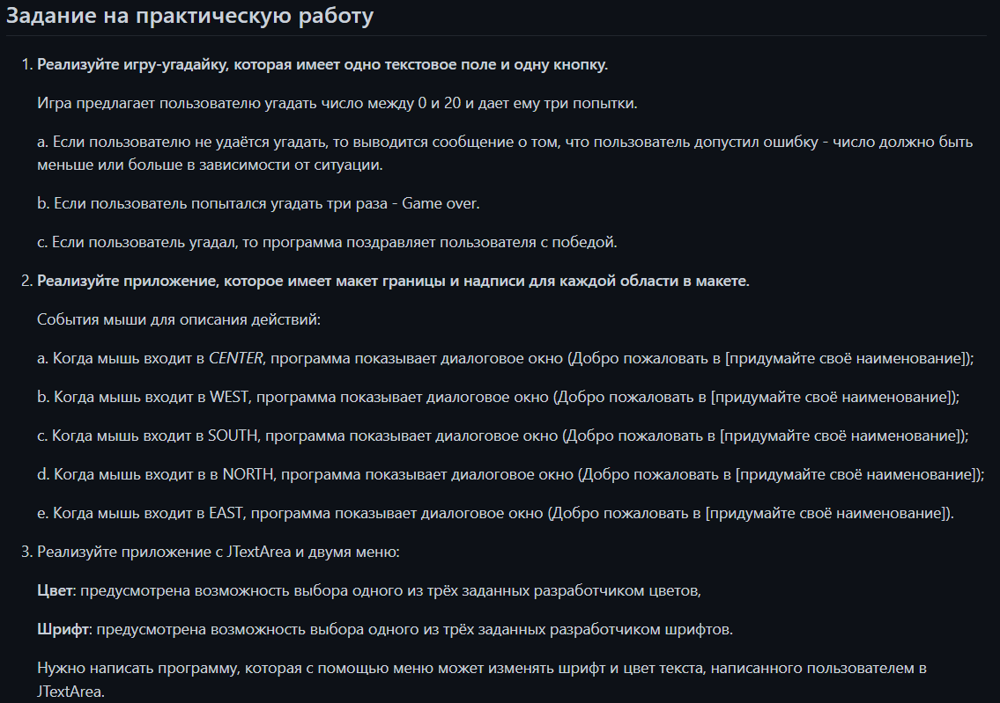 Задание на практическую работу
1. Реализуйте игру-угадайку, которая имеет одно текстовое поле и одну кнопку.
Игра предлагает пользователю угадать число между 0 и 20 и дает ему три попытки.
a. Если пользователю не удаётся угадать, то выводится сообщение о том, что пользователь допустил ошибку - число должно быть
меньше или больше в зависимости от ситуации.
b. Если пользователь попытался угадать три раза - Game over.
c. Если пользователь угадал, то программа поздравляет пользователя с победой.
2. Реализуйте приложение, которое имеет макет границы и надписи для каждой области в макете.
События мыши для описания действий:
a. Когда мышь входит в CENTER, программа показывает диалоговое окно (Добро пожаловать в [придумайте своё наименование]);
b. Когда мышь входит в WEST, программа показывает диалоговое окно (Добро пожаловать в [придумайте своё наименование]);
c. Когда мышь входит в SOUTH, программа показывает диалоговое окно (Добро пожаловать в [придумайте своё наименование]);
d. Когда мышь входит в в NORTH, программа показывает диалоговое окно (Добро пожаловать в [придумайте своё наименование]);
e. Когда мышь входит в EAST, программа показывает диалоговое окно (Добро пожаловать в [придумайте своё наименование]).
3. Реализуйте приложение с JTextArea и двумя меню:
Цвет: предусмотрена возможность выбора одного из трёх заданных разработчиком цветов,
Шрифт: предусмотрена возможность выбора одного из трёх заданных разработчиком шрифтов.
Нужно написать программу, которая с помощью меню может изменять шрифт и цвет текста, написанного пользователем в
JTextArea.